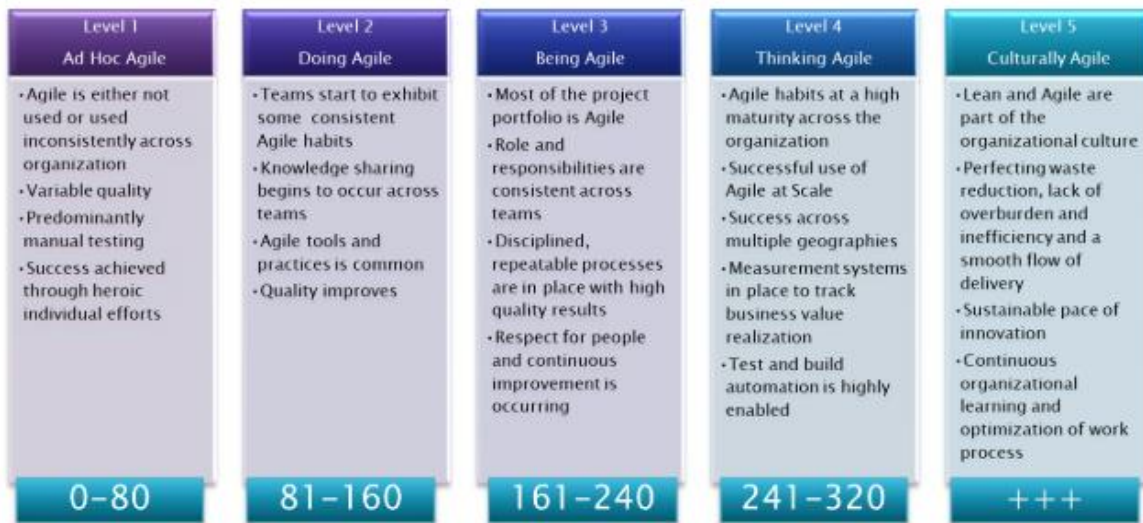 Level 1
Ad Hoc Agile
• Agile is either not
used or used
inconsistently across
organization
• Variable quality
• Predominantly
manual testing
• Success achieved
through heroic
individual efforts
0-80
Level 2
Doing Agile
• Teams start to exhibit
some consistent
Agile habits
• Knowledge sharing
begins to occur across
teams
• Agile tools and
practices is common
• Quality improves
81-160
Level 3
Being Agile
• Most of the project
portfolio is Agile
• Role and
responsibilities are
consistent across
teams
• Disciplined,
repeatable processes
are in place with high
quality results
• Respect for people
and continuous
improvement is
occurring
161-240
Level 4
Thinking Agile
• Agile habits at a high
maturity across the
organization
• Successful use of
Agile at Scale
• Success across
multiple geographies
• Measurement systems
in place to track
business value
realization
• Test and build
automation is highly
enabled
241-320
Level 5
Culturally Agile
• Lean and Agile are
part of the
organizational culture
• Perfecting waste
reduction, lack of
overburden and
inefficiency and a
smooth flow of
delivery
• Sustainable pace of
innovation
• Continuous
organizational
learning and
optimization of work
process
+++